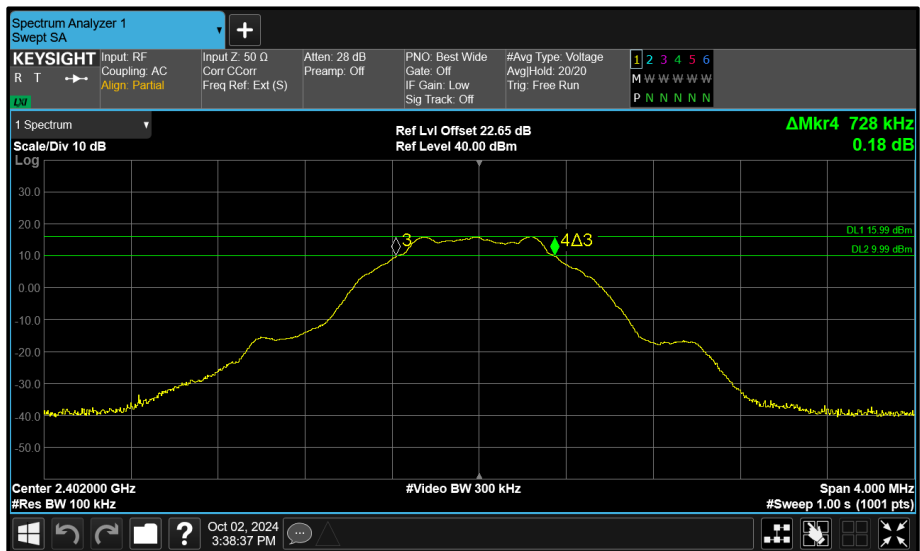 Spectrum Analyzer 1
Swept SA
KEYSIGHT
R T
LXI
Input: RF
Coupling: AC
Align: Partial
Input Z: 50 Ω
Corr CCorr
Freq Ref: Ext (S)
Atten: 28 dB
Preamp: Off
PNO: Best Wide
Gate: Off
IF Gain: Low
Sig Track: Off
#Avg Type: Voltage
Avg|Hold: 20/20
Trig: Free Run
1 2 3 4 5 6
M W W W W W
P N N N N N
1 Spectrum
Scale/Div 10 dB
Ref Lvl Offset 22.65 dB
Ref Level 40.00 dBm
ΔMkr4 728 kHz
0.18 dB
Log
30.0
20.0
10.0
0.00
-10.0
-20.0
-30.0
-40.0
-50.0
3
4Δ3
DL1 15.99 dBm
DL2 9.99 dBm
Center 2.402000 GHz
#Video BW 300 kHz
Span 4.000 MHz
#Res BW 100 kHz
#Sweep 1.00 s (1001 pts)
?
Oct 02, 2024
3:38:37 PM